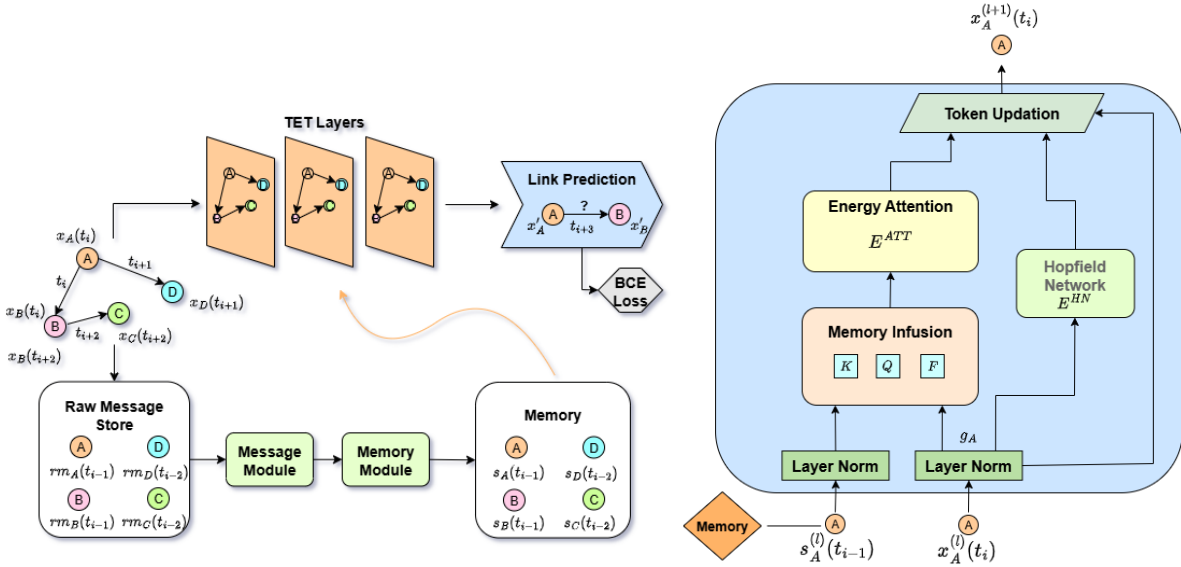 TET Layers
A
D
B
C
A
D
B
C
A
D
B
C
Link Prediction
?
A
B
x'_A
t_{i+3}
x'_B
BCE
Loss
x_A(t_i)
A
t_{i+1}
t_i
D
x_D(t_{i+1})
x_B(t_i)
B
C
t_{i+2}
x_C(t_{i+2})
x_B(t_{i+2})
Raw Message
Store
A
D
rm_A(t_{i-1})
rm_D(t_{i-2})
B
C
rm_B(t_{i-1})
rm_C(t_{i-2})
Message
Module
Memory
Module
Memory
A
D
s_A(t_{i-1})
s_D(t_{i-2})
B
C
s_B(t_{i-1})
s_C(t_{i-2})
x_A^{(l+1)}(t_i)
A
Token Updation
Energy Attention
E^{ATT}
Hopfield
Network
E^{HN}
Memory Infusion
K
Q
F
g_A
Layer Norm
Layer Norm
Memory
A
A
s_A^{(l)}(t_{i-1})
x_A^{(l)}(t_i)